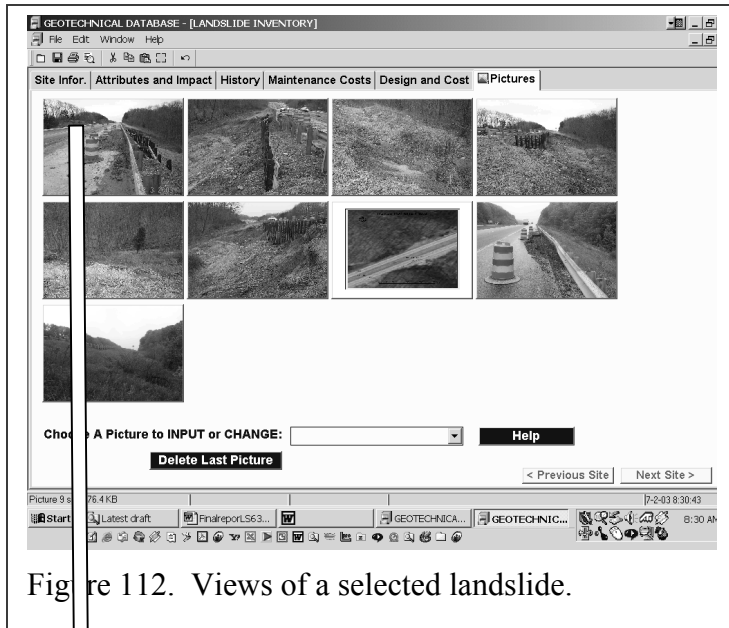 GEOTECHNICAL DATABASE - [LANDSLIDE INVENTORY]
File Edit Window Help
Site Infor. Attributes and Impact History Maintenance Costs Design and Cost Pictures
Choose A Picture to INPUT or CHANGE:
Help
Delete Last Picture
< Previous Site Next Site >
Picture 9 76.4 KB 7-2-03 8:30:43
Start Latest draft FinalreporLS63... GEOTECHNICA... GEOTECHNIC... 8:30 AM
Figure 112. Views of a selected landslide.